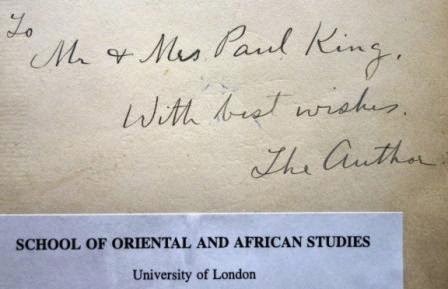 To
Mr & Mrs Paul King.
With best wishes.
The Author
SCHOOL OF ORIENTAL AND AFRICAN STUDIES
University of London